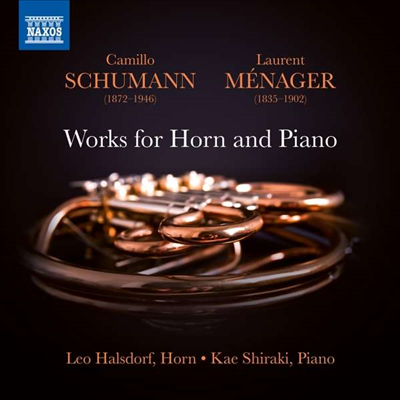 NAXOS
Camillo
SCHUMANN
(1872–1946)
Laurent
MÉNAGER
(1835–1902)
Works for Horn and Piano
Leo Halsdorf, Horn • Kae Shiraki, Piano